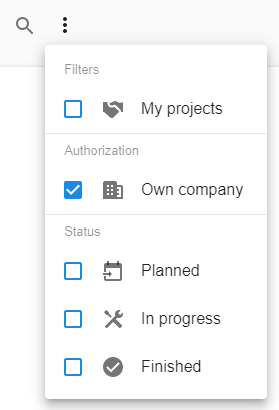 Filters
My projects
Authorization
Own company
Status
Planned
In progress
Finished